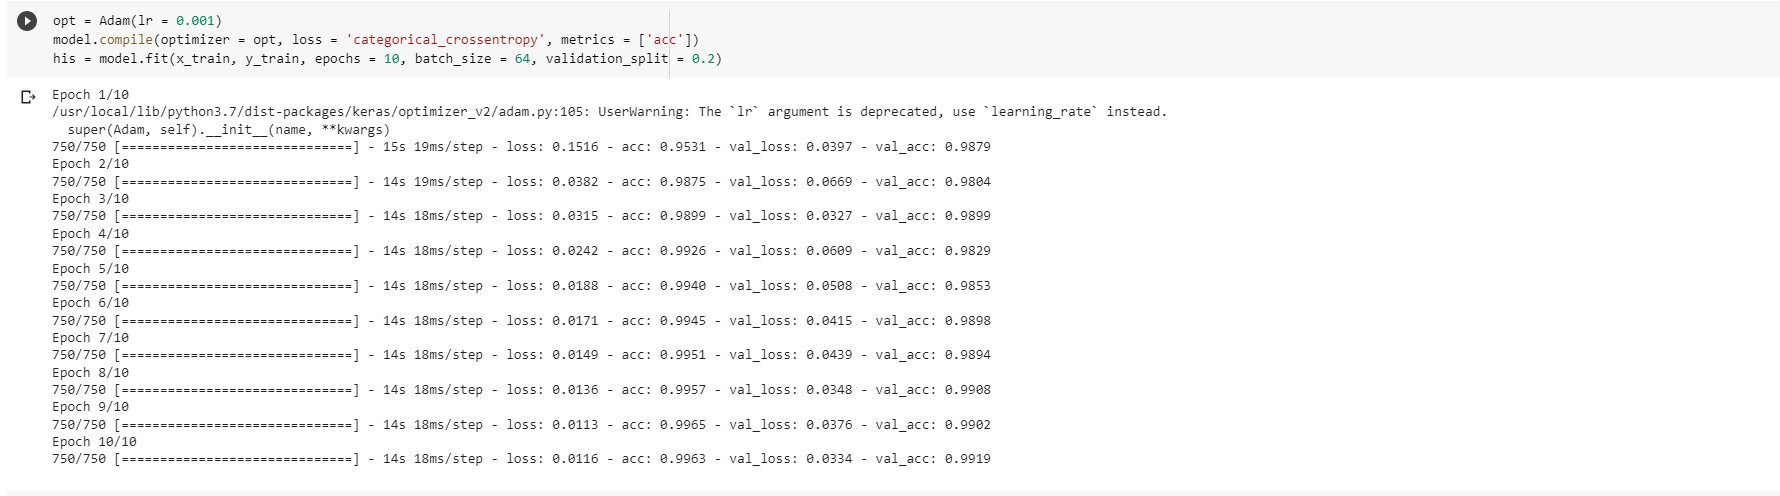 opt = Adam(lr = 0.001)
model.compile(optimizer = opt, loss = 'categorical_crossentropy', metrics = ['acc'])
his = model.fit(x_train, y_train, epochs = 10, batch_size = 64, validation_split = 0.2)
Epoch 1/10
/usr/local/lib/python3.7/dist-packages/keras/optimizer_v2/adam.py:105: UserWarning: The `lr` argument is deprecated, use `learning_rate` instead.
super(Adam, self).__init__(name, **kwargs)
750/750 [==============================] - 15s 19ms/step - loss: 0.1516 - acc: 0.9531 - val_loss: 0.0397 - val_acc: 0.9879
Epoch 2/10
750/750 [==============================] - 14s 19ms/step - loss: 0.0382 - acc: 0.9875 - val_loss: 0.0669 - val_acc: 0.9804
Epoch 3/10
750/750 [==============================] - 14s 18ms/step - loss: 0.0315 - acc: 0.9899 - val_loss: 0.0327 - val_acc: 0.9899
Epoch 4/10
750/750 [==============================] - 14s 18ms/step - loss: 0.0242 - acc: 0.9926 - val_loss: 0.0609 - val_acc: 0.9829
Epoch 5/10
750/750 [==============================] - 14s 18ms/step - loss: 0.0188 - acc: 0.9940 - val_loss: 0.0508 - val_acc: 0.9853
Epoch 6/10
750/750 [==============================] - 14s 18ms/step - loss: 0.0171 - acc: 0.9945 - val_loss: 0.0415 - val_acc: 0.9898
Epoch 7/10
750/750 [==============================] - 14s 18ms/step - loss: 0.0149 - acc: 0.9951 - val_loss: 0.0439 - val_acc: 0.9894
Epoch 8/10
750/750 [==============================] - 14s 18ms/step - loss: 0.0136 - acc: 0.9957 - val_loss: 0.0348 - val_acc: 0.9908
Epoch 9/10
750/750 [==============================] - 14s 18ms/step - loss: 0.0113 - acc: 0.9965 - val_loss: 0.0376 - val_acc: 0.9902
Epoch 10/10
750/750 [==============================] - 14s 18ms/step - loss: 0.0116 - acc: 0.9963 - val_loss: 0.0334 - val_acc: 0.9919